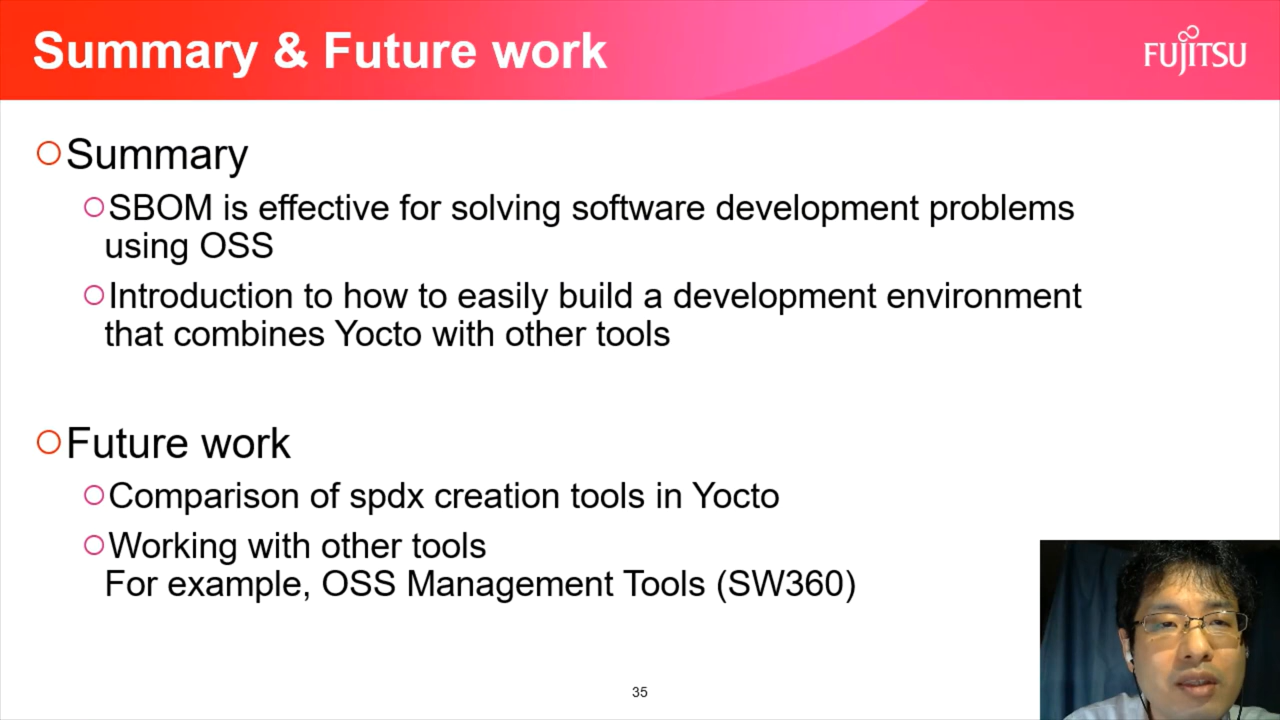 Summary & Future work
FUJITSU
Summary
SBOM is effective for solving software development problems
using OSS
Introduction to how to easily build a development environment
that combines Yocto with other tools
Future work
Comparison of spdx creation tools in Yocto
Working with other tools
For example, OSS Management Tools (SW360)
35